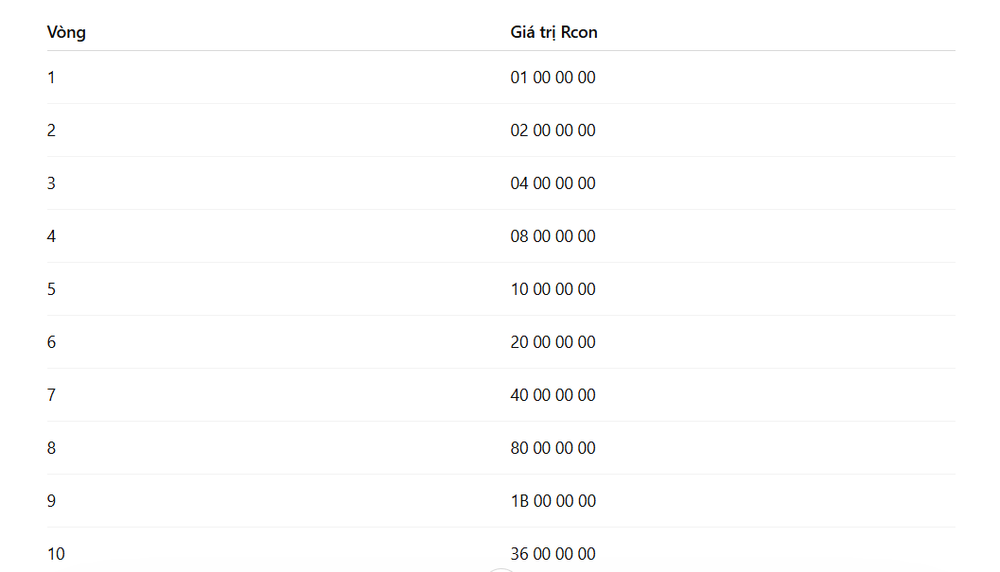 Vòng Giá trị Rcon
1 01 00 00 00
2 02 00 00 00
3 04 00 00 00
4 08 00 00 00
5 10 00 00 00
6 20 00 00 00
7 40 00 00 00
8 80 00 00 00
9 1B 00 00 00
10 36 00 00 00